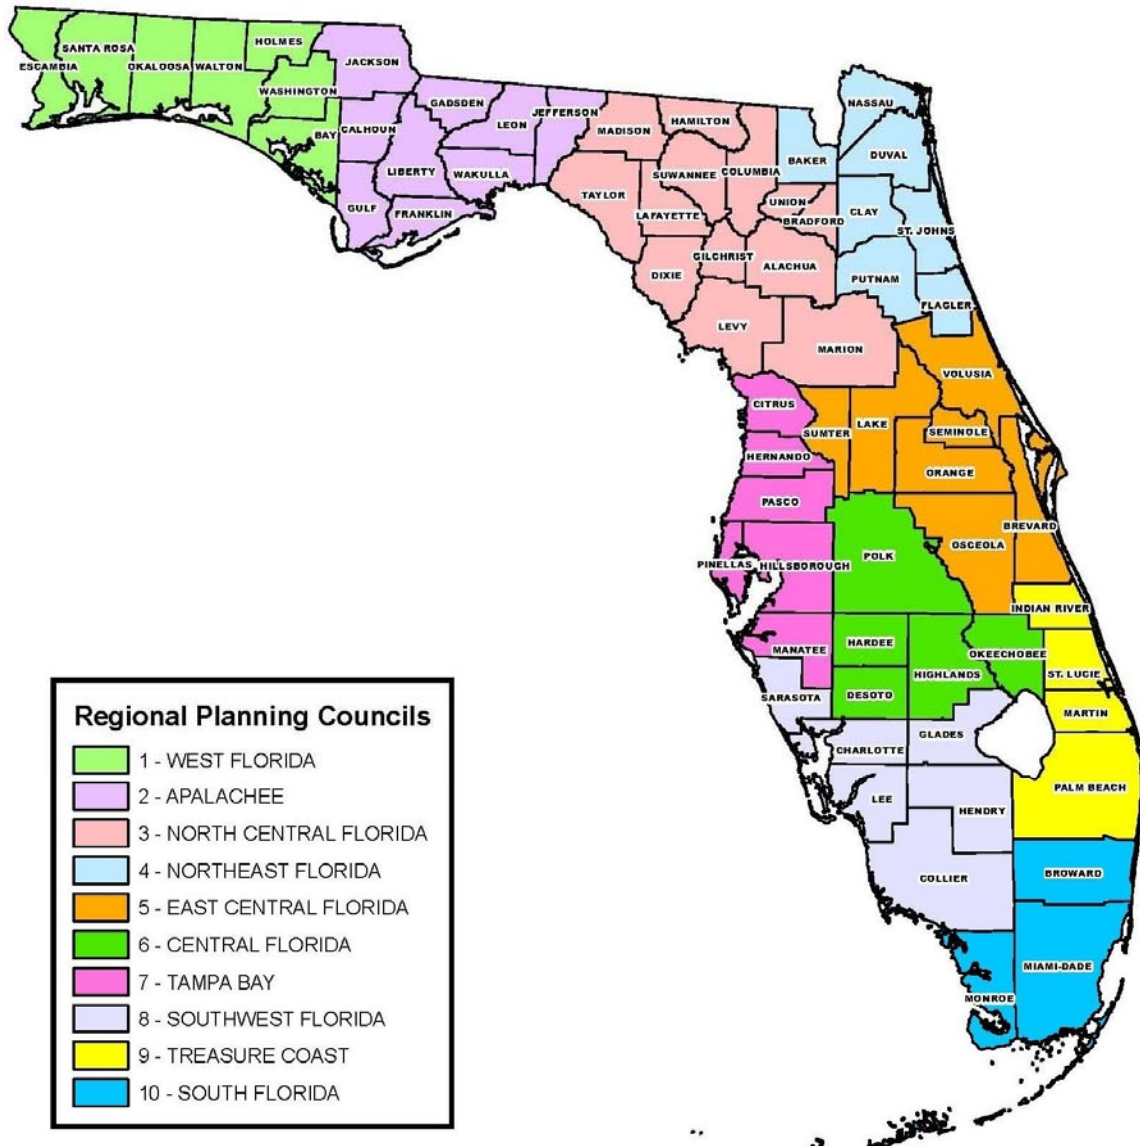 HOLMES
SANTA ROSA
ESCAMBIA
OKALOOSA
WALTON
JACKSON
WASHINGTON
BAY
CALHOUN
GADSDEN
LEON
JEFFERSON
LIBERTY
WAKULLA
GULF
FRANKLIN
MADISON
HAMILTON
TAYLOR
SUWANNEE
COLUMBIA
LAFAYETTE
UNION
BRADFORD
DIXIE
GILCHRIST
ALACHUA
LEVY
MARION
BAKER
NASSAU
DUVAL
CLAY
ST. JOHNS
PUTNAM
FLAGLER
VOLUSIA
CITRUS
SUMTER
LAKE
SEMINOLE
HERNANDO
ORANGE
PASCO
BREVARD
OSCEOLA
POLK
PINELLAS
HILLSBOROUGH
INDIAN RIVER
MANATEE
HARDEE
OKEECHOBEE
HIGHLANDS
ST. LUCIE
SARASOTA
DESOTO
MARTIN
GLADES
CHARLOTTE
PALM BEACH
LEE
HENDRY
COLLIER
BROWARD
MIAMI-DADE
MONROE
Regional Planning Councils
1 - WEST FLORIDA
2 - APALACHEE
3 - NORTH CENTRAL FLORIDA
4 - NORTHEAST FLORIDA
5 - EAST CENTRAL FLORIDA
6 - CENTRAL FLORIDA
7 - TAMPA BAY
8 - SOUTHWEST FLORIDA
9 - TREASURE COAST
10 - SOUTH FLORIDA